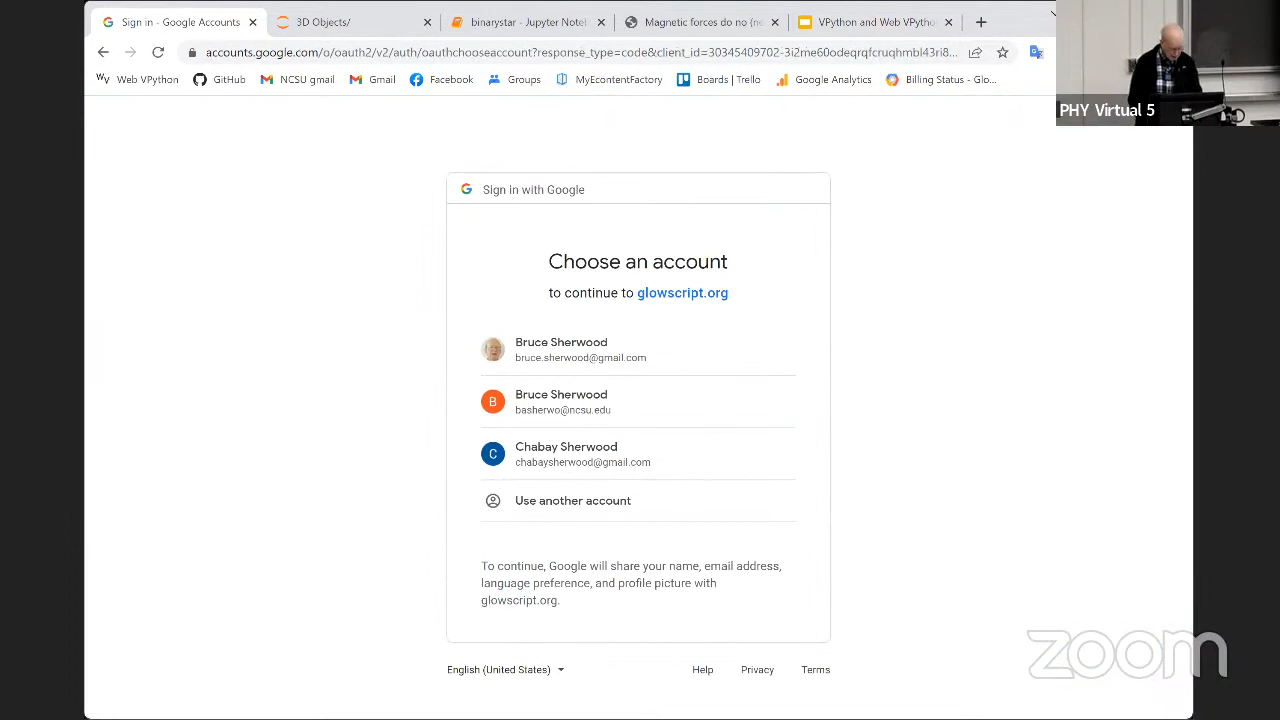 Sign in - Google Accounts
3D Objects/
binarystar - Jupyter Notel
Magnetic forces do no (ne
VPython and Web VPytho
accounts.google.com/o/oauth2/v2/auth/oauthchooseaccount?response_type=code&client_id=30345409702-3i2me60deqrqfcruqhmbl43ri8...
Web VPython
GitHub
NCSU gmail
Gmail
Facebook
Groups
MyEcontentFactory
Boards | Trello
Google Analytics
Billing Status - Glo...
PHY Virtual 5
Sign in with Google
Choose an account
to continue to glowscript.org
Bruce Sherwood
bruce.sherwood@gmail.com
B
Bruce Sherwood
basherwo@ncsu.edu
C
Chabay Sherwood
chabaysherwood@gmail.com
Use another account
To continue, Google will share your name, email address,
language preference, and profile picture with
glowscript.org.
English (United States)
Help
Privacy
Terms
zoom